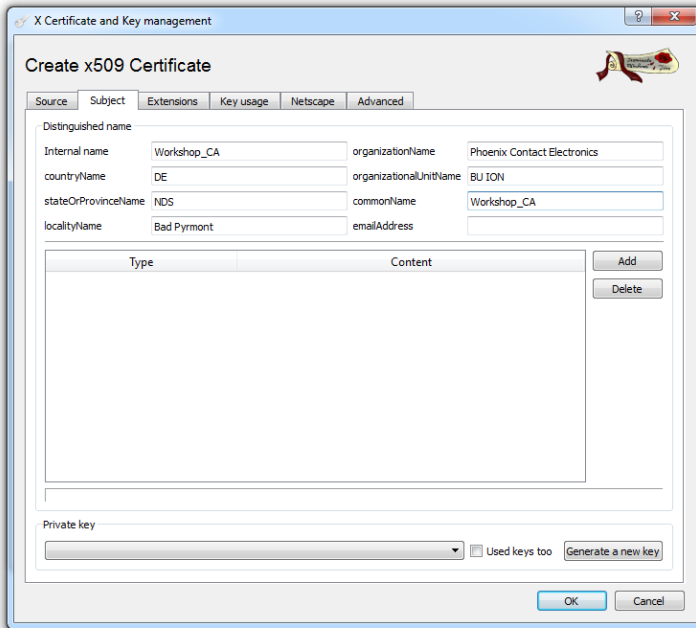 X Certificate and Key management
Create x509 Certificate
Source Subject Extensions Key usage Netscape Advanced
Distinguished name
Internal name Workshop_CA organizationName Phoenix Contact Electronics
countryName DE organizationalUnitName BU ION
stateOrProvinceName NDS commonName Workshop_CA
localityName Bad Pyrmont emailAddress
Type Content Add
Delete
Private key
Used keys too Generate a new key
OK Cancel